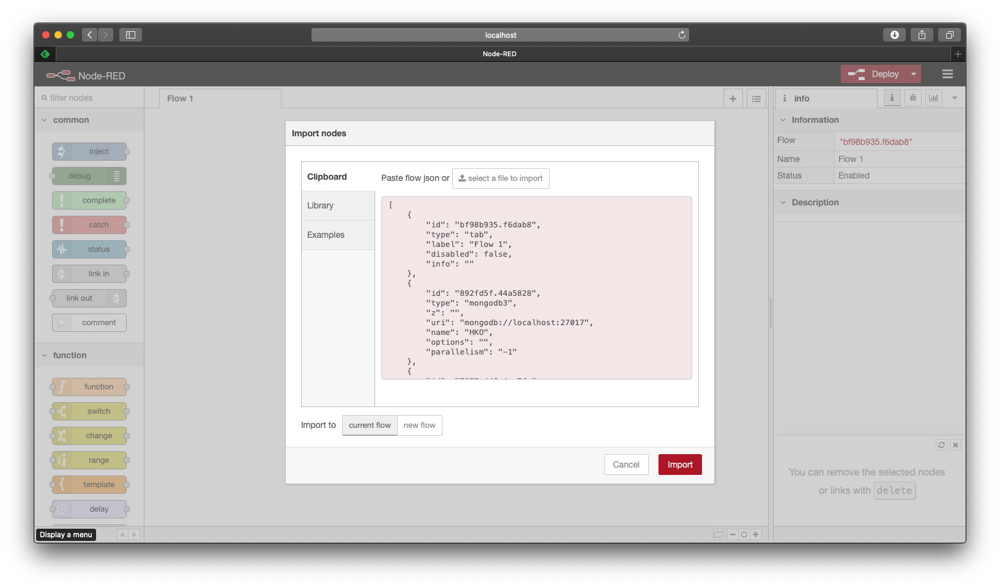 localhost
Node-RED
Node-RED
Deploy
filter nodes
Flow 1
info
common
inject
debug
complete
catch
status
link in
link out
comment
function
function
switch
change
range
template
delay
Display a menu
Import nodes
Clipboard
Library
Examples
Paste flow json or select a file to import
[
{
"id": "bf98b935.f6dab8",
"type": "tab",
"label": "Flow 1",
"disabled": false,
"info": ""
},
{
"id": "892fd5f.44a5828",
"type": "mongodb3",
"z": "",
"uri": "mongodb://localhost:27017",
"name": "HKO",
"options": "",
"parallelism": "-1"
},
{
Import to current flow new flow
Cancel Import
Information
Flow "bf98b935.f6dab8"
Name Flow 1
Status Enabled
Description
You can remove the selected nodes
or links with delete